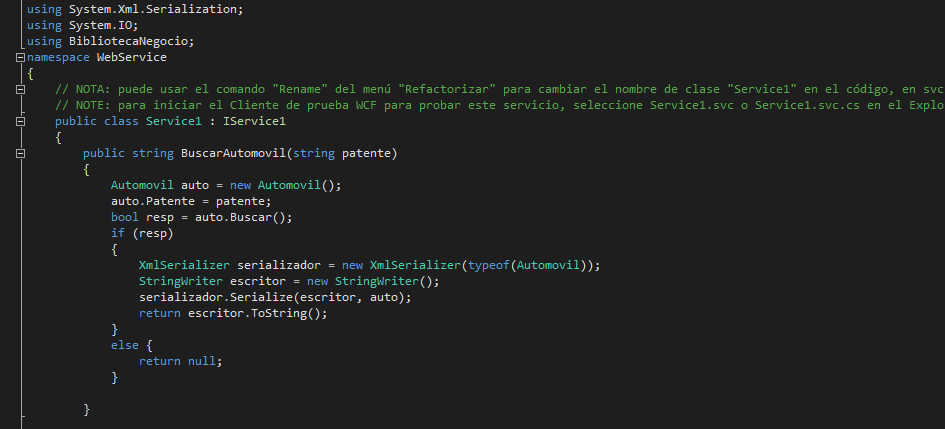 using System.Xml.Serialization;
using System.IO;
using BibliotecaNegocio;
namespace WebService
{
// NOTA: puede usar el comando "Rename" del menú "Refactorizar" para cambiar el nombre de clase "Service1" en el código, en svc
// NOTE: para iniciar el Cliente de prueba WCF para probar este servicio, seleccione Service1.svc o Service1.svc.cs en el Explo
public class Service1 : IService1
{
public string BuscarAutomovil(string patente)
{
Automovil auto = new Automovil();
auto.Patente = patente;
bool resp = auto.Buscar();
if (resp)
{
XmlSerializer serializador = new XmlSerializer(typeof(Automovil));
StringWriter escritor = new StringWriter();
serializador.Serialize(escritor, auto);
return escritor.ToString();
}
else {
return null;
}
}